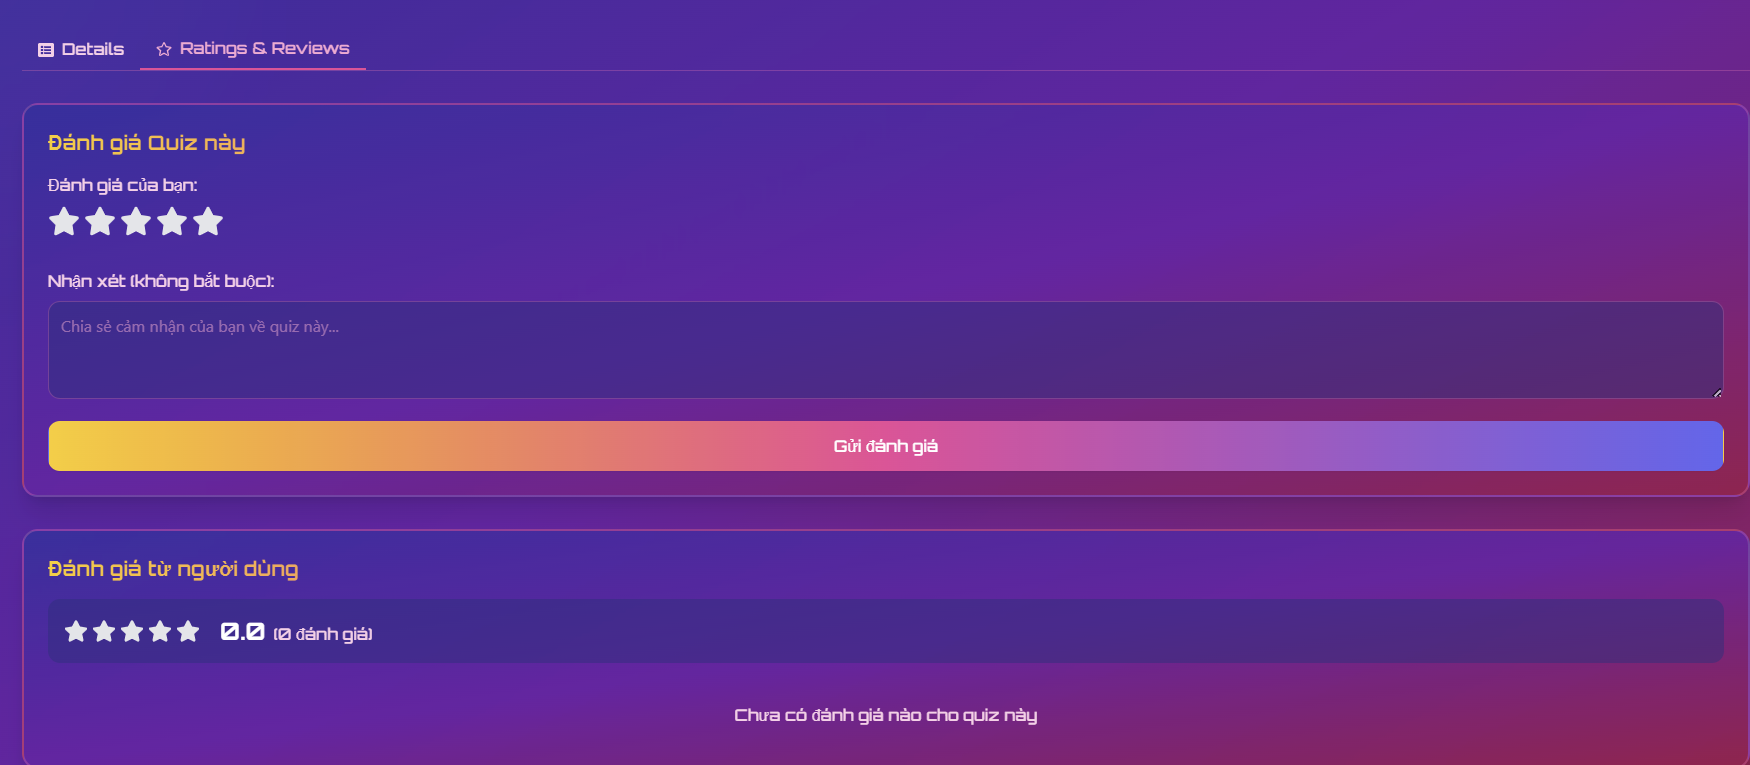 Details
Ratings & Reviews
Đánh giá Quiz này
Đánh giá của bạn:
Nhận xét (không bắt buộc):
Chia sẻ cảm nhận của bạn về quiz này...
Gửi đánh giá
Đánh giá từ người dùng
0.0 (0 đánh giá)
Chưa có đánh giá nào cho quiz này